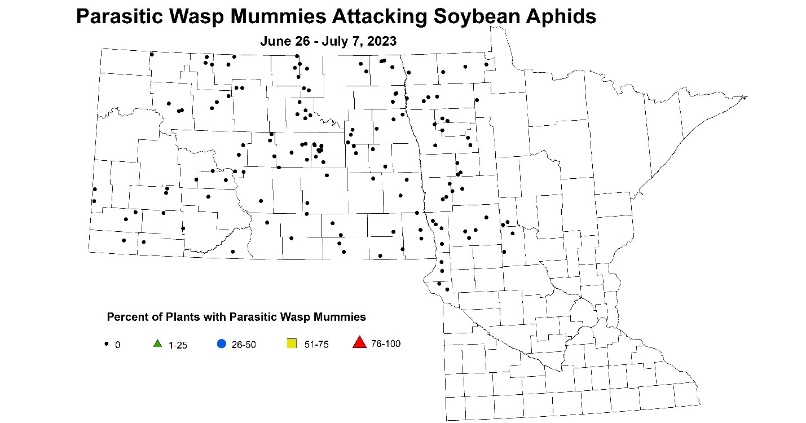 Parasitic Wasp Mummies Attacking Soybean Aphids
June 26 - July 7, 2023
Percent of Plants with Parasitic Wasp Mummies
0 1-25 26-50 51-75 76-100